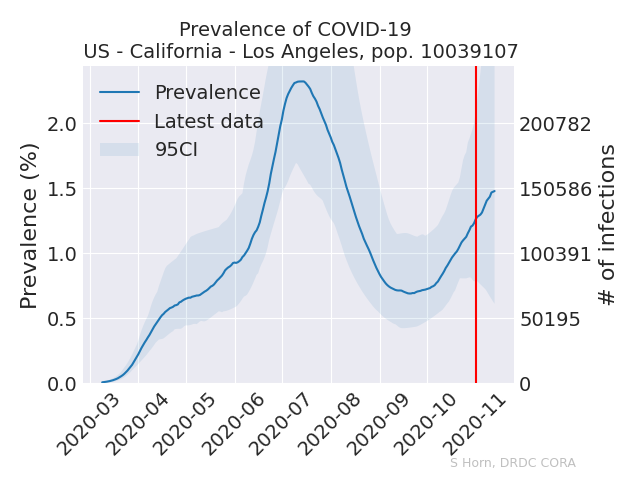 Prevalence of COVID-19
US - California - Los Angeles, pop. 10039107
Prevalence
Latest data
95CI
Prevalence (%)
2.0
1.5
1.0
0.5
0.0
200782
150586
100391
50195
0
# of infections
2020-03
2020-04
2020-05
2020-06
2020-07
2020-08
2020-09
2020-10
2020-11
S Horn, DRDC CORA